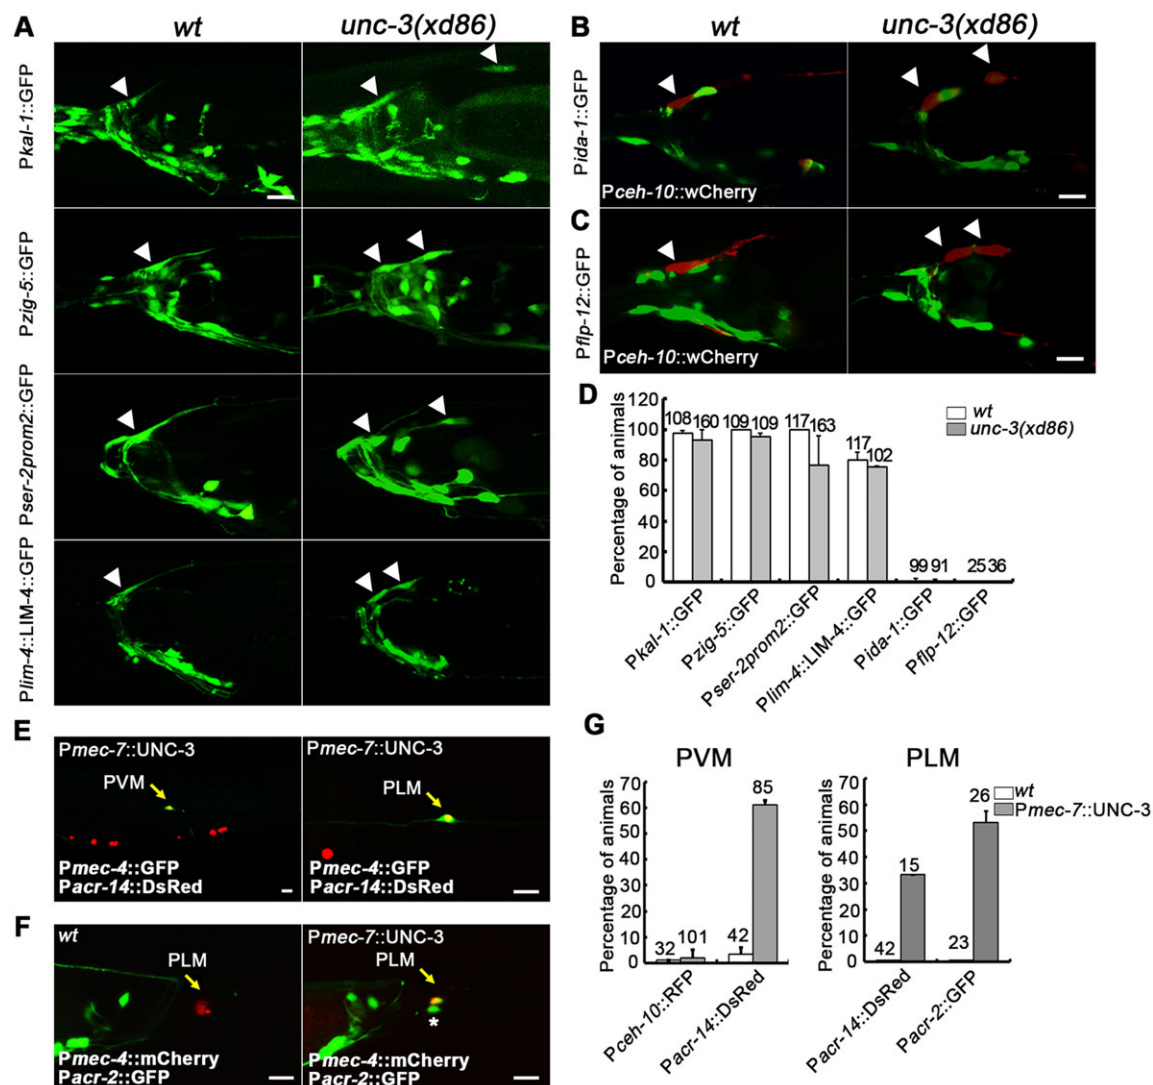 A
wt
unc-3(xd86)
Pkal-1::GFP
Pzig-5::GFP
Pser-2prom2::GFP
Plim-4::LIM-4::GFP
B
wt
unc-3(xd86)
Pida-1::GFP
Pceh-10::wCherry
C
Pflp-12::GFP
Pceh-10::wCherry
D
Percentage of animals
120
100
80
60
40
20
0
108 160 109 109 117 163 117 102 99 91 25 36
wt
unc-3(xd86)
Pkal-1::GFP
Pzig-5::GFP
Pser-2prom2::GFP
Plim-4::LIM-4::GFP
Pida-1::GFP
Pflp-12::GFP
E
Pmec-7::UNC-3
PVM
Pmec-4::GFP
Pacr-14::DsRed
Pmec-7::UNC-3
PLM
Pmec-4::GFP
Pacr-14::DsRed
F
wt
PLM
Pmec-4::mCherry
Pacr-2::GFP
Pmec-7::UNC-3
PLM
*
Pmec-4::mCherry
Pacr-2::GFP
G
PVM
Percentage of animals
70
60
50
40
30
20
10
0
32 101 42 85
Pceh-10::RFP
Pacr-14::DsRed
PLM
Percentage of animals
70
60
50
40
30
20
10
0
42 15 23 26
wt
Pmec-7::UNC-3
Pacr-14::DsRed
Pacr-2::GFP